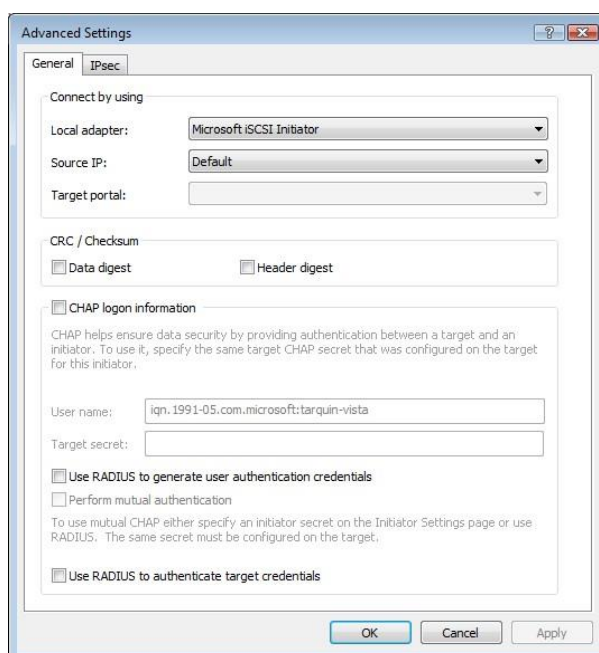 Advanced Settings
General IPsec
Connect by using
Local adapter: Microsoft iSCSI Initiator
Source IP: Default
Target portal:
CRC / Checksum
Data digest Header digest
CHAP logon information
CHAP helps ensure data security by providing authentication between a target and an
initiator. To use it, specify the same target CHAP secret that was configured on the target
for this initiator.
User name: iqn.1991-05.com.microsoft:tarquin-vista
Target secret:
Use RADIUS to generate user authentication credentials
Perform mutual authentication
To use mutual CHAP either specify an initiator secret on the Initiator Settings page or use
RADIUS. The same secret must be configured on the target.
Use RADIUS to authenticate target credentials
OK Cancel Apply